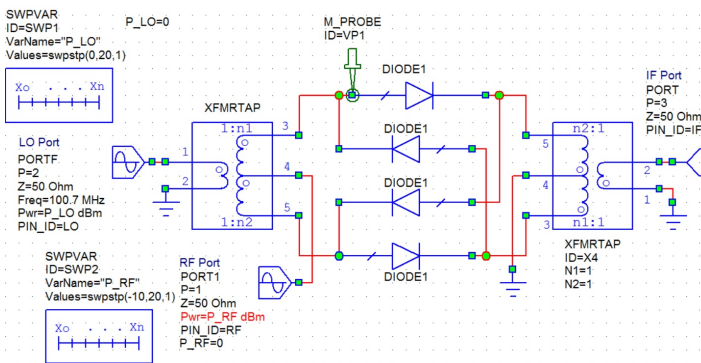 SWPVAR
ID=SWP1
VarName="P_LO"
Values=swpstp(0,20,1)
P_LO=0
Xo . . . Xn
M_PROBE
ID=VP1
LO Port
PORTF
P=2
Z=50 Ohm
Freq=100.7 MHz
Pwr=P_LO dBm
PIN_ID=LO
XFMRTAP
1:n1
1:n2
1
2
3
4
5
DIODE1
DIODE1
DIODE1
DIODE1
SWPVAR
ID=SWP2
VarName="P_RF"
Values=swpstp(-10,20,1)
Xo . . . Xn
RF Port
PORT1
P=1
Z=50 Ohm
Pwr=P_RF dBm
PIN_ID=RF
P_RF=0
n2:1
n1:1
5
4
3
2
1
XFMRTAP
ID=X4
N1=1
N2=1
IF Port
PORT
P=3
Z=50 Ohm
PIN_ID=IF